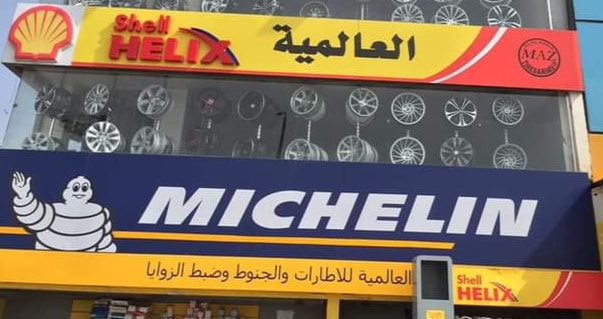 Shell
HELIX
العالمية
MAZ
MICHELIN
العالمية للاطارات والجنوط وضبط الزوايا
Shell
HELIX